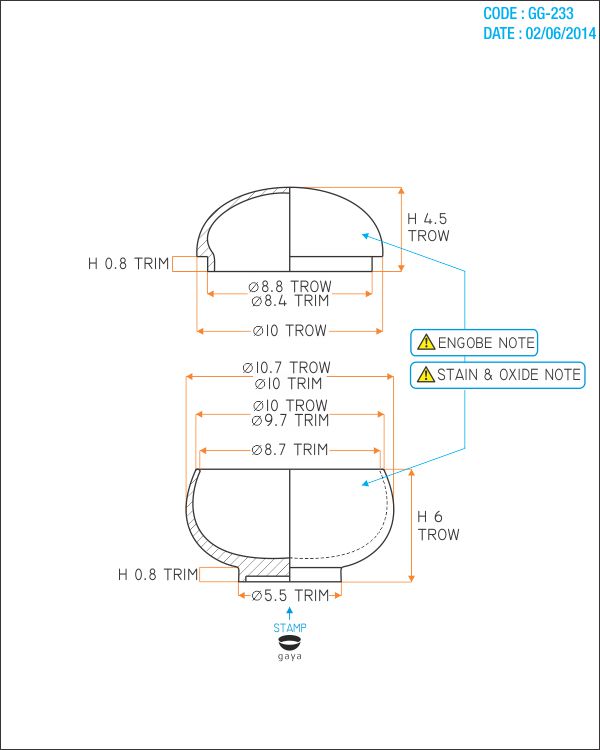 CODE : GG-233
DATE : 02/06/2014
H 4.5
TROW
H 0.8 TRIM
∅8.8 TROW
∅8.4 TRIM
∅10 TROW
ENGOBE NOTE
∅10.7 TROW
∅10 TRIM
STAIN & OXIDE NOTE
∅10 TROW
∅9.7 TRIM
∅8.7 TRIM
H 6
TROW
H 0.8 TRIM
∅5.5 TRIM
STAMP
gaya